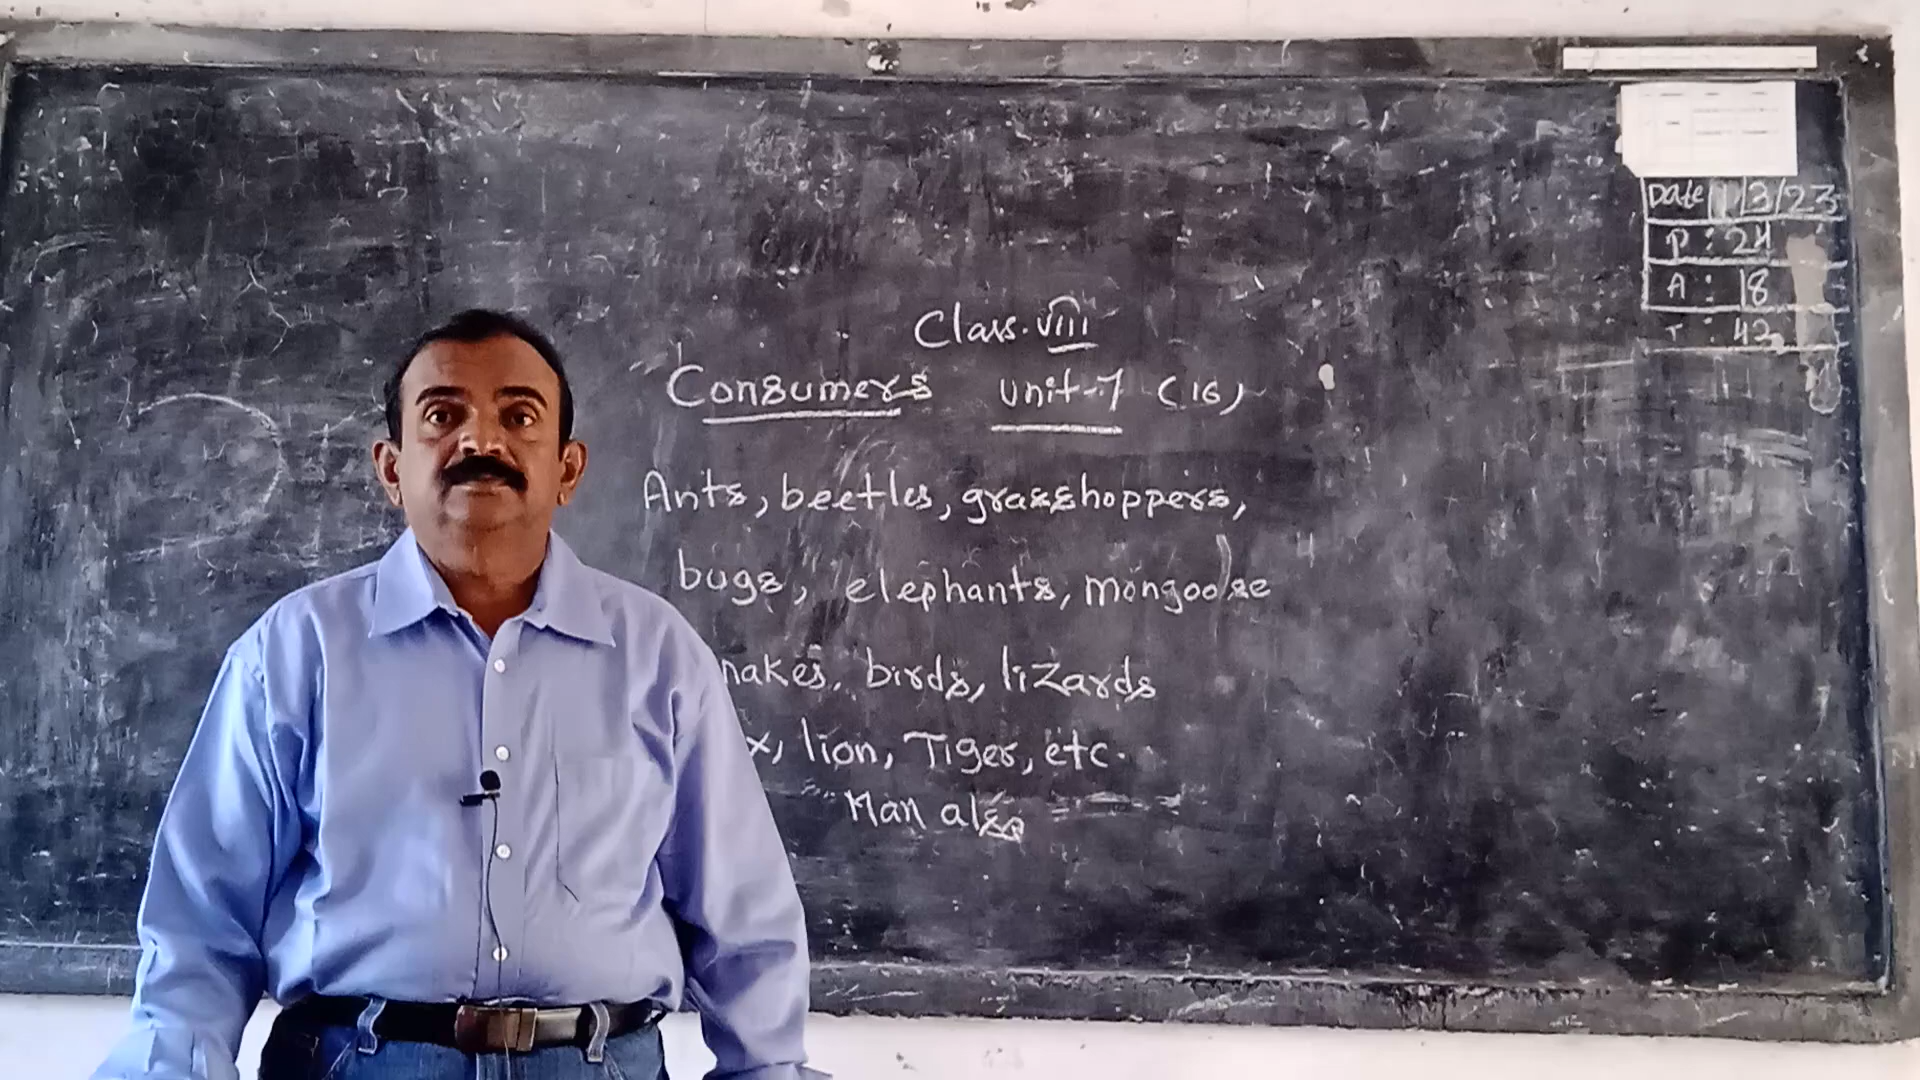 Class. VIII
Consumers Unit-7 (16)
Ants, beetles, grasshoppers,
bugs, elephants, mongoose
nakes, birds, lizards
x, lion, Tiger, etc.
Man also
Date 1/3/23
P : 24
A : 18
T : 42